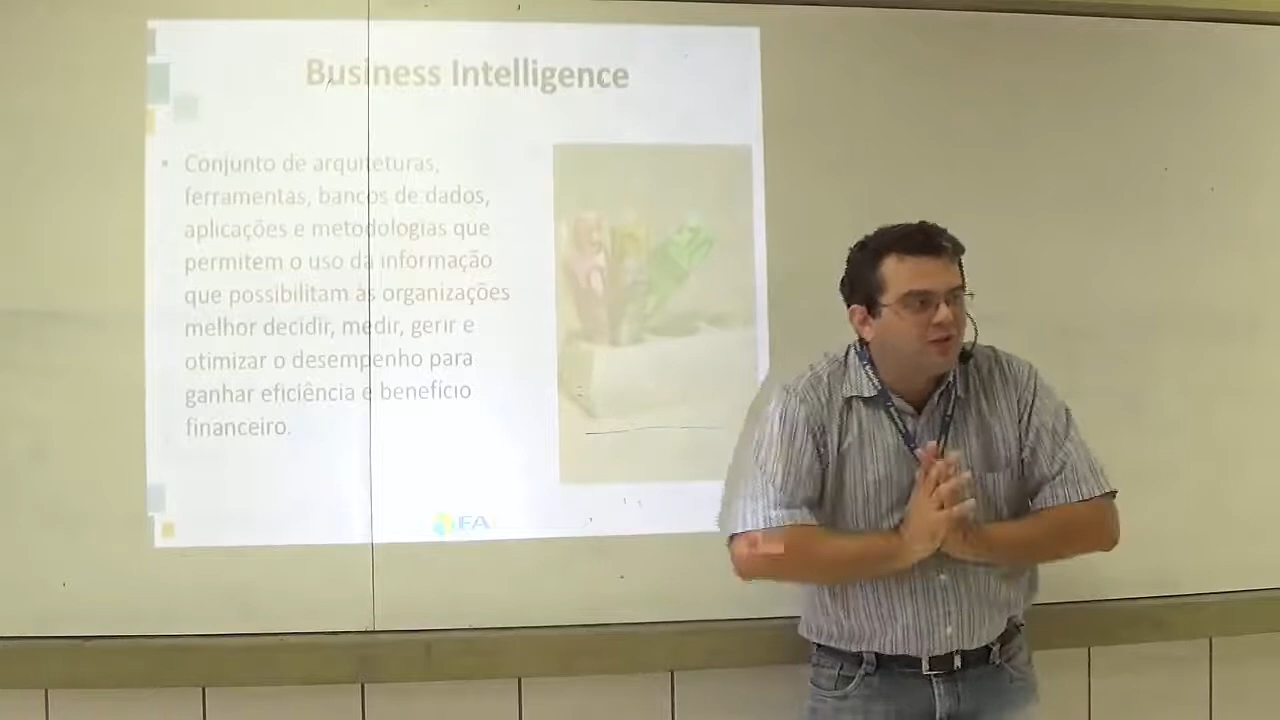 Business Intelligence
• Conjunto de arquiteturas,
ferramentas, bancos de dados,
aplicações e metodologias que
permitem o uso da informação
que possibilitam as organizações
melhor decidir, medir, gerir e
otimizar o desempenho para
ganhar eficiência e benefício
financeiro.